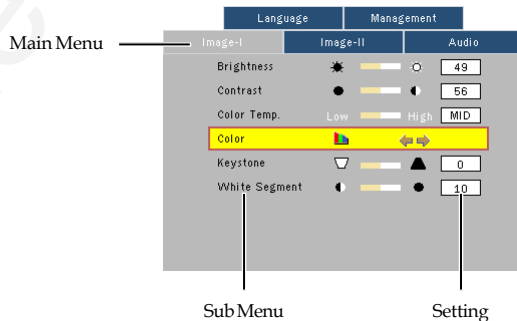 Language Management
Main Menu
Image-I Image-II Audio
Brightness 49
Contrast 56
Color Temp. Low High MID
Color
Keystone 0
White Segment 10
Sub Menu Setting